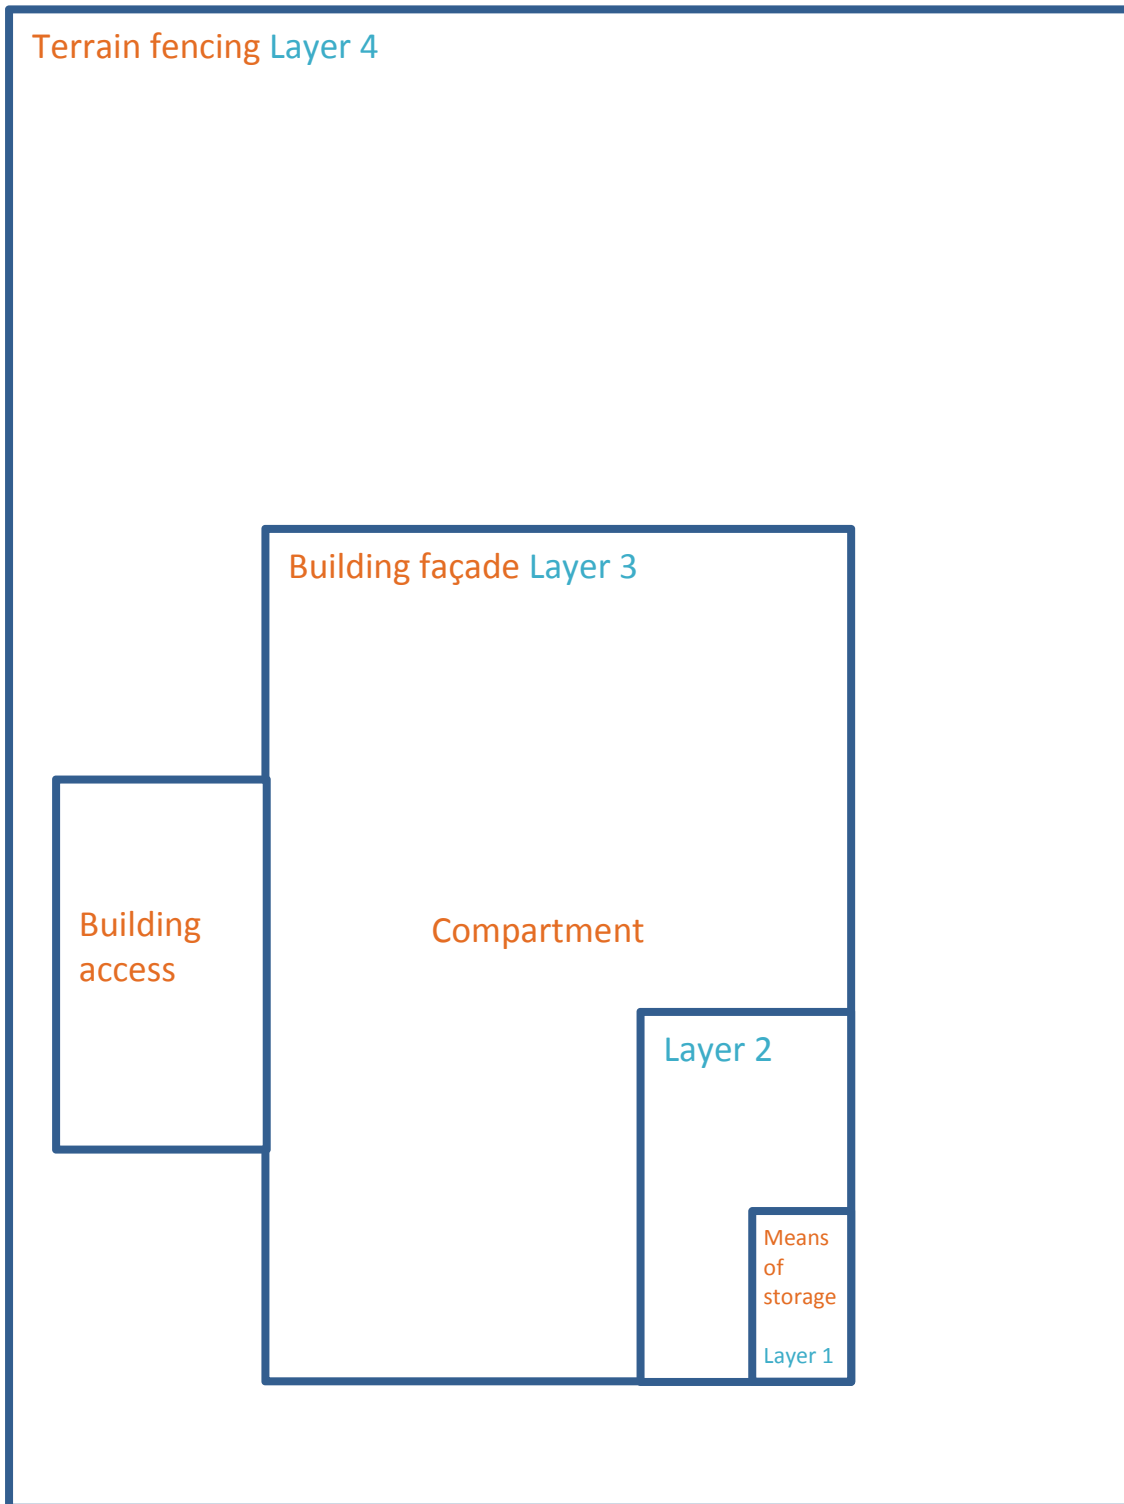 Terrain fencing Layer 4
Building façade Layer 3
Building
access
Compartment
Layer 2
Means
of
storage
Layer 1